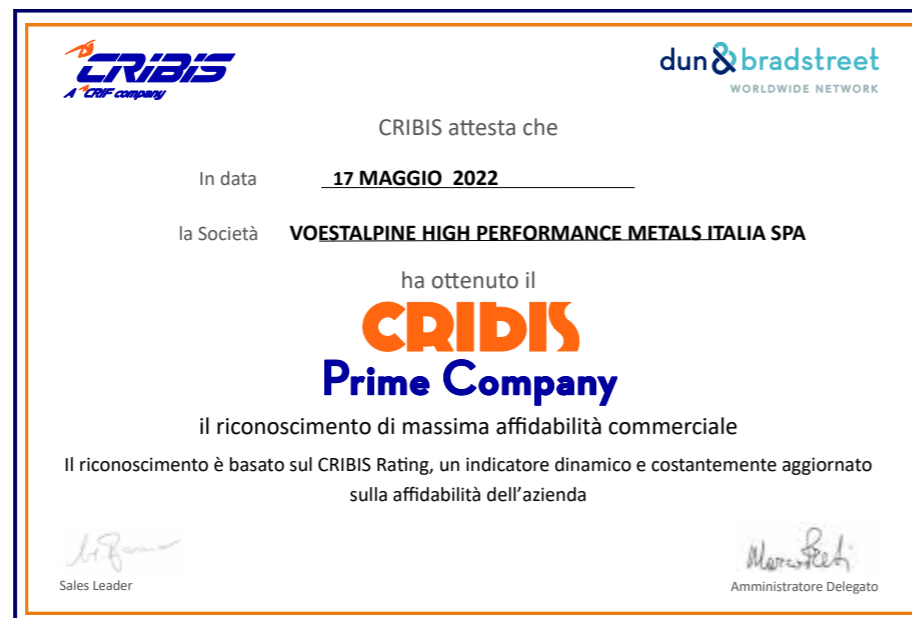 CRIBIS
A CRIF company
dun & bradstreet
WORLDWIDE NETWORK
CRIBIS attesta che
In data 17 MAGGIO 2022
la Società VOESTALPINE HIGH PERFORMANCE METALS ITALIA SPA
ha ottenuto il
CRIBIS
Prime Company
il riconoscimento di massima affidabilità commerciale
Il riconoscimento è basato sul CRIBIS Rating, un indicatore dinamico e costantemente aggiornato
sulla affidabilità dell’azienda
Sales Leader
Amministratore Delegato